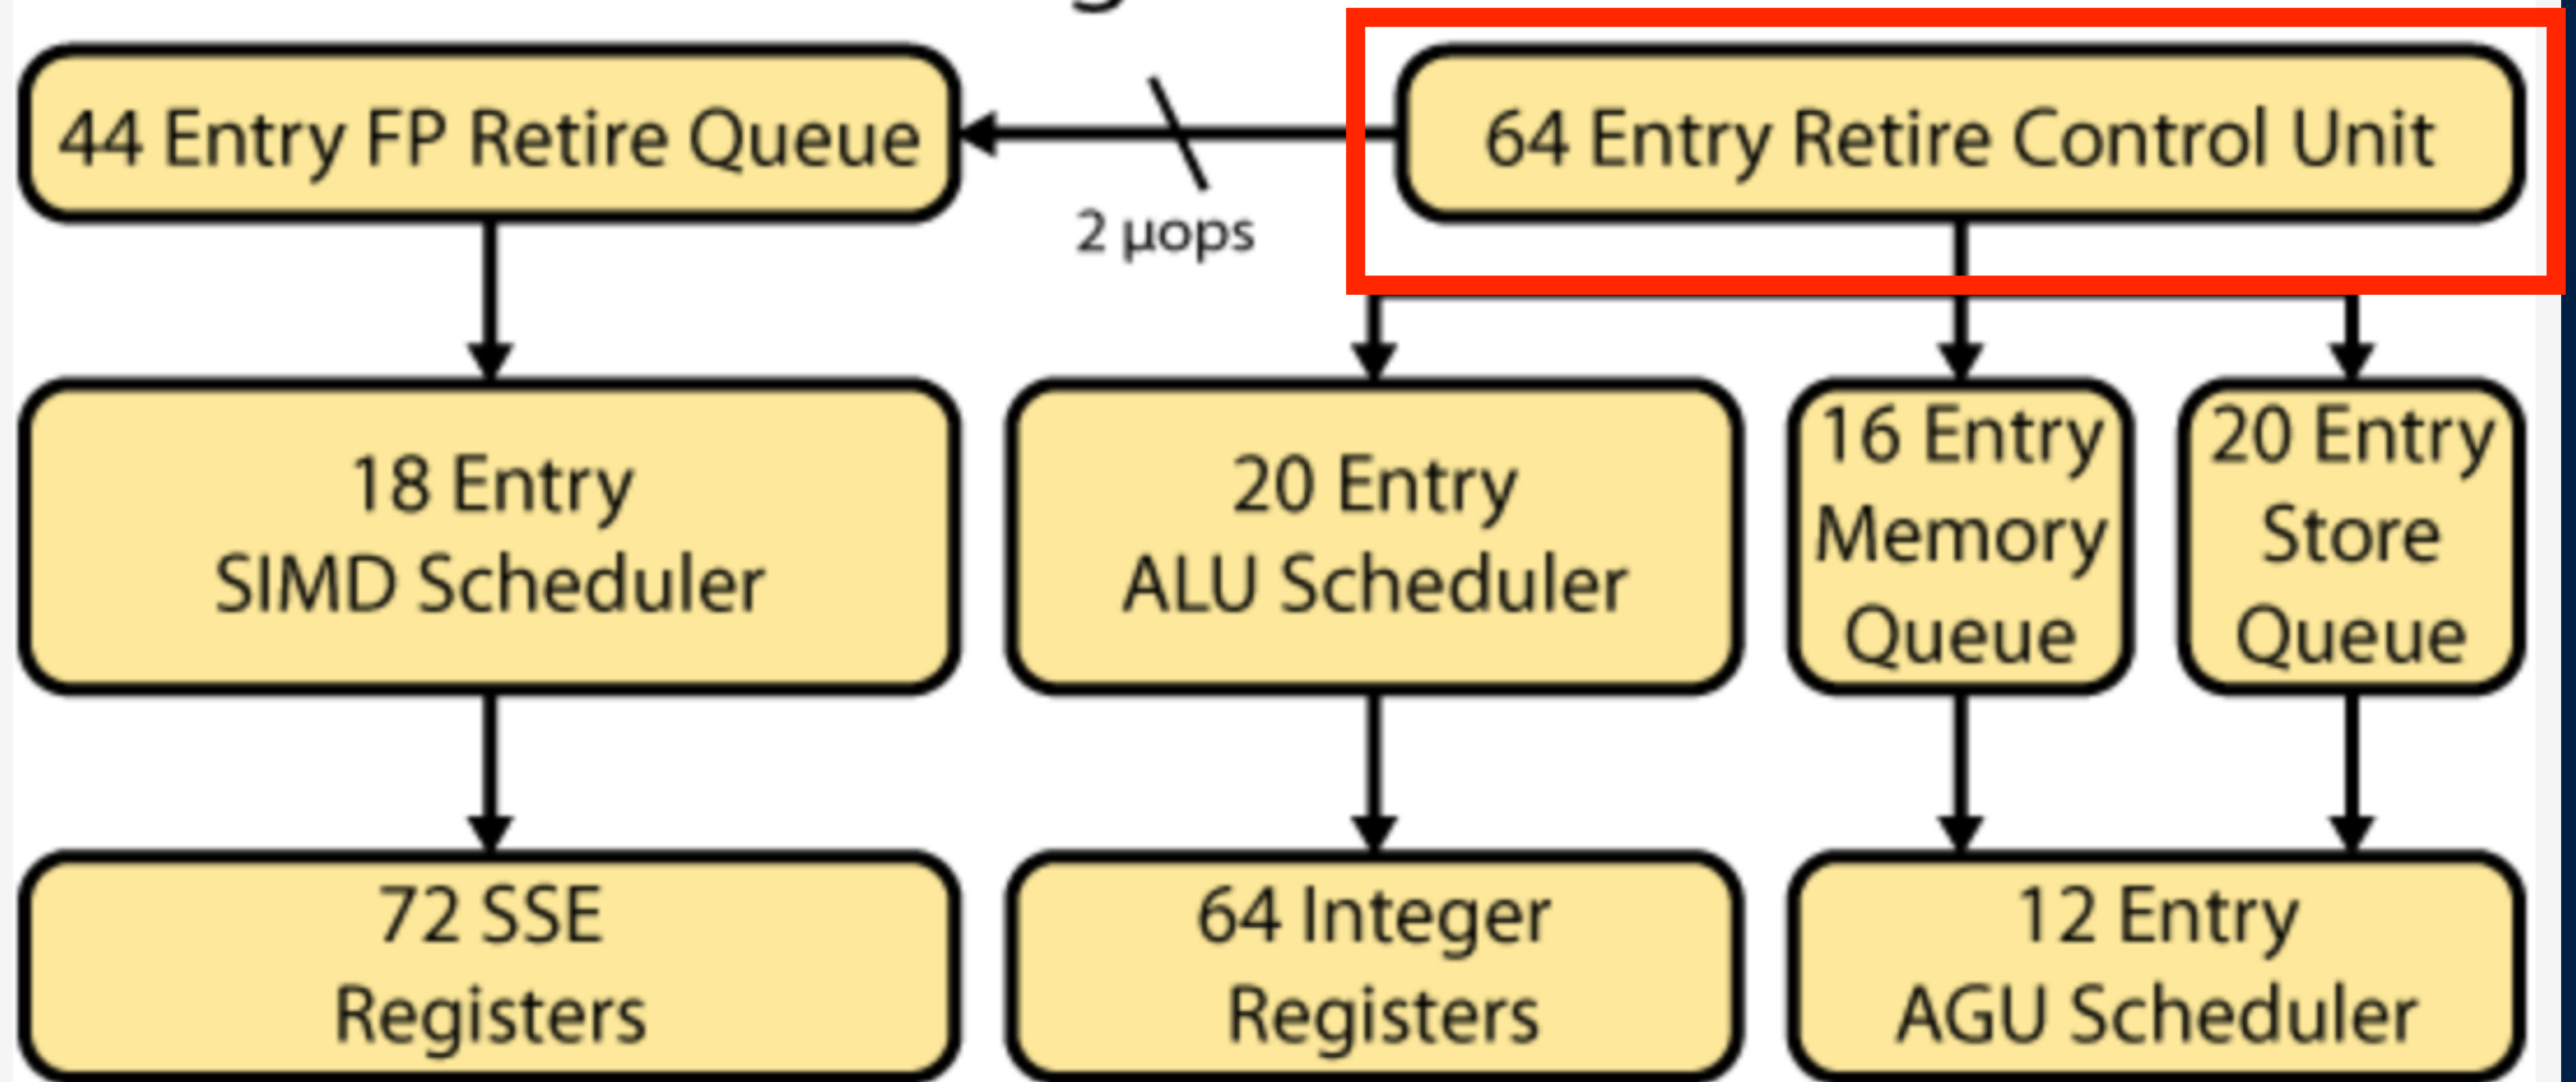 44 Entry FP Retire Queue
2 µops
64 Entry Retire Control Unit
18 Entry
SIMD Scheduler
20 Entry
ALU Scheduler
16 Entry
Memory
Queue
20 Entry
Store
Queue
72 SSE
Registers
64 Integer
Registers
12 Entry
AGU Scheduler